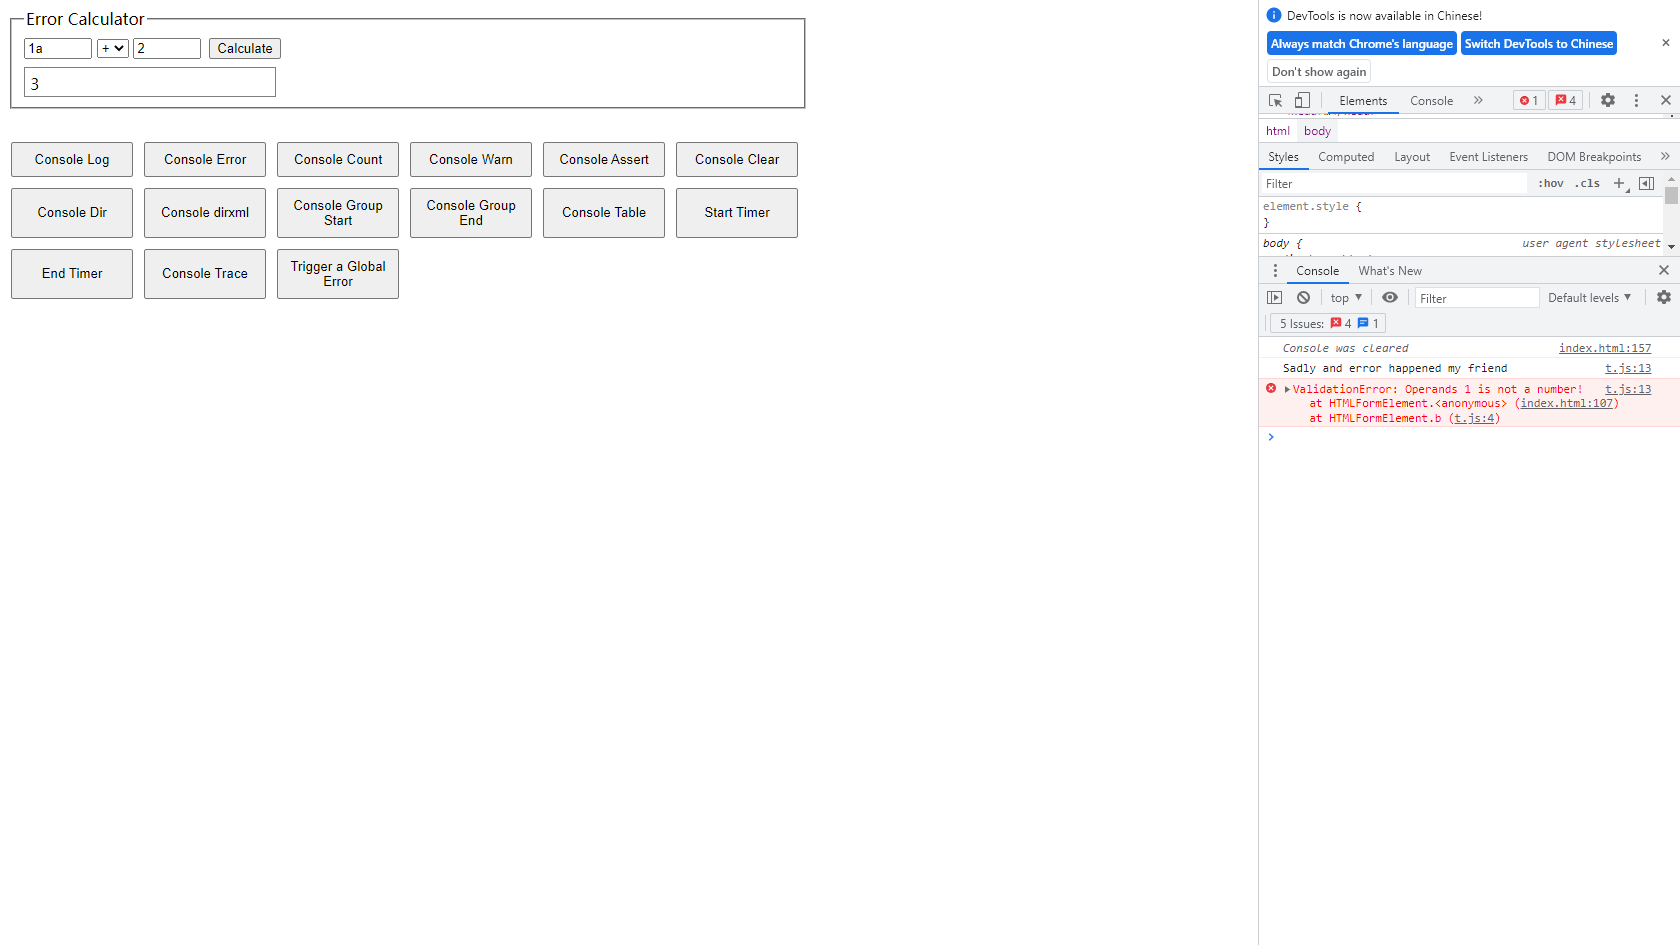 Error Calculator
1a + 2 Calculate
3
Console Log Console Error Console Count Console Warn Console Assert Console Clear
Console Dir Console dirxml Console Group Start Console Group End Console Table Start Timer
End Timer Console Trace Trigger a Global Error
DevTools is now available in Chinese!
Always match Chrome's language Switch DevTools to Chinese
Don't show again
Elements Console 1 4
html body
Styles Computed Layout Event Listeners DOM Breakpoints
Filter :hov .cls
element.style {
}
body { user agent stylesheet
Console What's New
top Filter Default levels
5 Issues: 4 1
Console was cleared index.html:157
Sadly and error happened my friend t.js:13
ValidationError: Operands 1 is not a number! t.js:13
at HTMLFormElement.<anonymous> (index.html:107)
at HTMLFormElement.b (t.js:4)